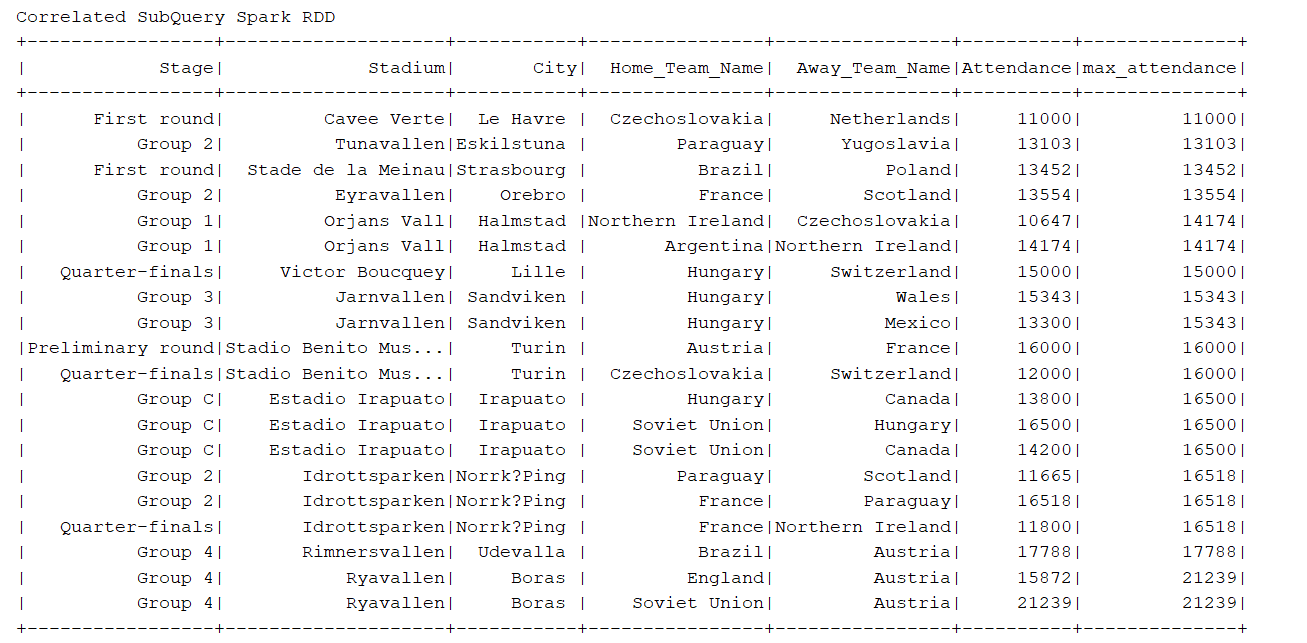 Correlated SubQuery Spark RDD
+-----------------+--------------------+-----------+----------------+----------------+----------+--------------+
|            Stage|             Stadium|       City|  Home_Team_Name|  Away_Team_Name|Attendance|max_attendance|
+-----------------+--------------------+-----------+----------------+----------------+----------+--------------+
|      First round|         Cavee Verte|  Le Havre |  Czechoslovakia|     Netherlands|     11000|         11000|
|          Group 2|          Tunavallen|Eskilstuna |        Paraguay|      Yugoslavia|     13103|         13103|
|      First round|  Stade de la Meinau|Strasbourg |          Brazil|          Poland|     13452|         13452|
|          Group 2|          Eyravallen|    Orebro |          France|        Scotland|     13554|         13554|
|          Group 1|         Orjans Vall|  Halmstad |Northern Ireland|  Czechoslovakia|     10647|         14174|
|          Group 1|         Orjans Vall|  Halmstad |       Argentina|Northern Ireland|     14174|         14174|
|   Quarter-finals|     Victor Boucquey|     Lille |         Hungary|     Switzerland|     15000|         15000|
|          Group 3|          Jarnvallen| Sandviken |         Hungary|           Wales|     15343|         15343|
|          Group 3|          Jarnvallen| Sandviken |         Hungary|          Mexico|     13300|         15343|
|Preliminary round|Stadio Benito Mus...|     Turin |         Austria|          France|     16000|         16000|
|   Quarter-finals|Stadio Benito Mus...|     Turin |  Czechoslovakia|     Switzerland|     12000|         16000|
|          Group C|    Estadio Irapuato|  Irapuato |         Hungary|          Canada|     13800|         16500|
|          Group C|    Estadio Irapuato|  Irapuato |    Soviet Union|         Hungary|     16500|         16500|
|          Group C|    Estadio Irapuato|  Irapuato |    Soviet Union|          Canada|     14200|         16500|
|          Group 2|       Idrottsparken|Norrk?Ping |        Paraguay|        Scotland|     11665|         16518|
|          Group 2|       Idrottsparken|Norrk?Ping |          France|        Paraguay|     16518|         16518|
|   Quarter-finals|       Idrottsparken|Norrk?Ping |          France|Northern Ireland|     11800|         16518|
|          Group 4|       Rimnersvallen|  Udevalla |          Brazil|         Austria|     17788|         17788|
|          Group 4|           Ryavallen|     Boras |         England|         Austria|     15872|         21239|
|          Group 4|           Ryavallen|     Boras |    Soviet Union|         Austria|     21239|         21239|
+-----------------+--------------------+-----------+----------------+----------------+----------+--------------+